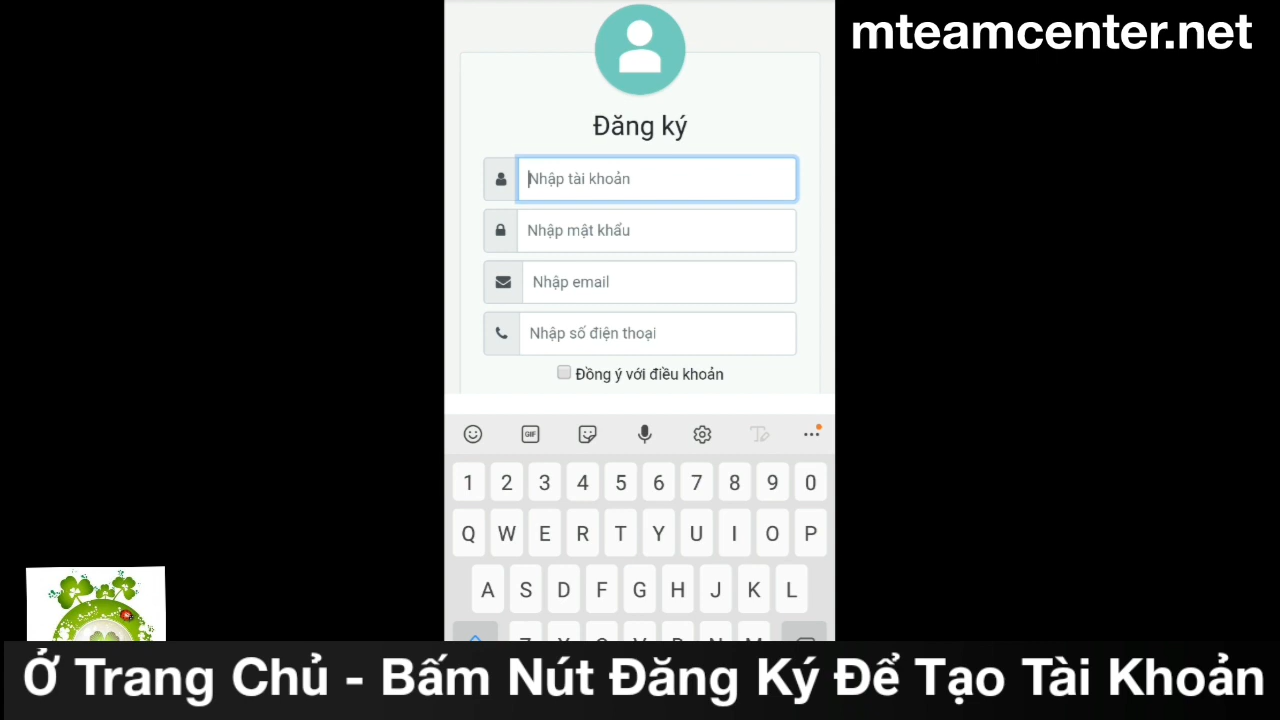 mteamcenter.net
Đăng ký
Nhập tài khoản
Nhập mật khẩu
Nhập email
Nhập số điện thoại
Đồng ý với điều khoản
GIF
1 2 3 4 5 6 7 8 9 0
Q W E R T Y U I O P
A S D F G H J K L
Ở Trang Chủ - Bấm Nút Đăng Ký Để Tạo Tài Khoản